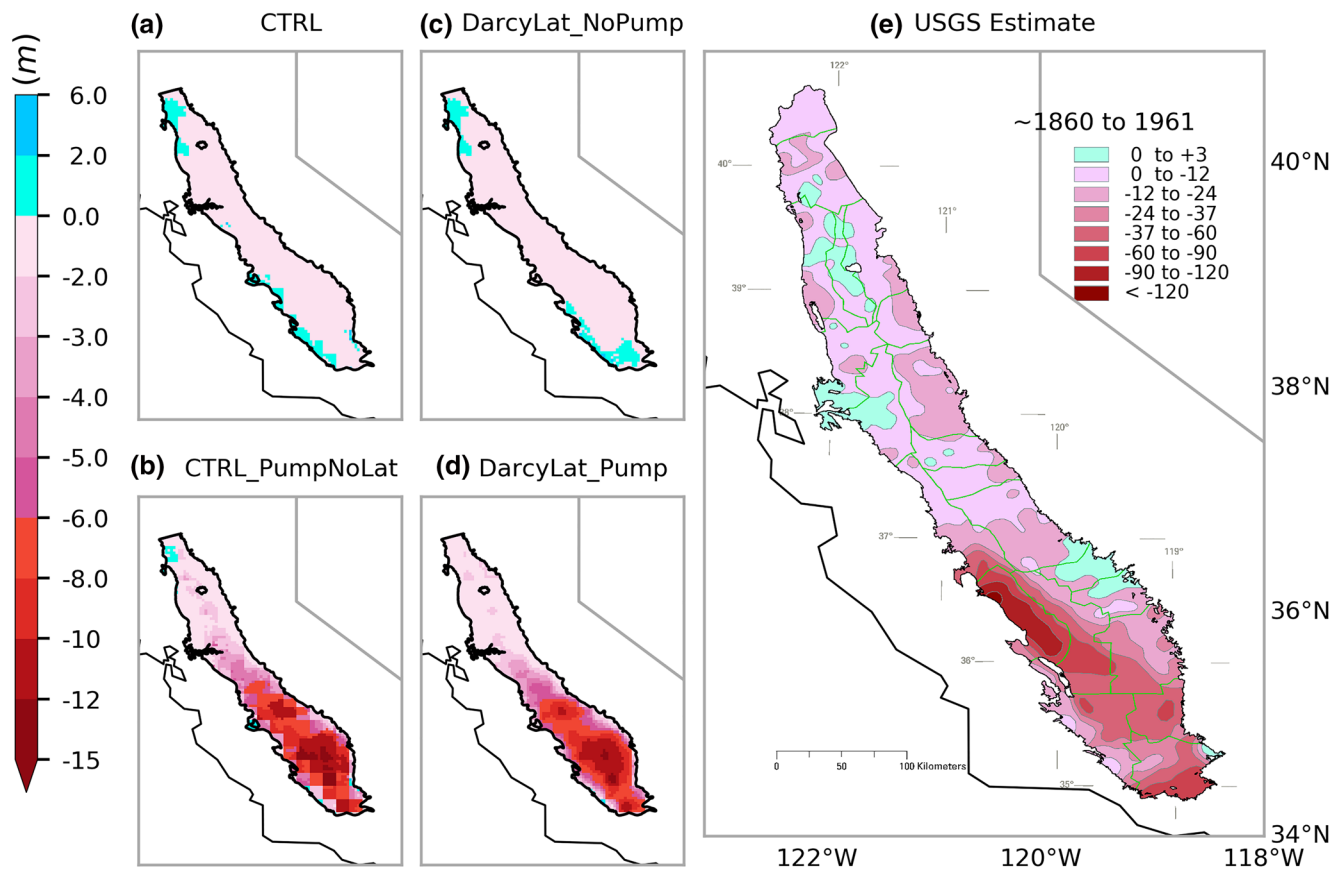 (m)
6.0
2.0
0.0
-2.0
-3.0
-4.0
-5.0
-6.0
-8.0
-10
-12
-15
(a) CTRL
(c) DarcyLat_NoPump
(b) CTRL_PumpNoLat
(d) DarcyLat_Pump
(e) USGS Estimate
~1860 to 1961
0 to +3
0 to -12
-12 to -24
-24 to -37
-37 to -60
-60 to -90
-90 to -120
< -120
122°
40°
121°
39°
38°
120°
37°
119°
36°
35°
0 50 100 Kilometers
40°N
38°N
36°N
34°N
122°W 120°W 118°W